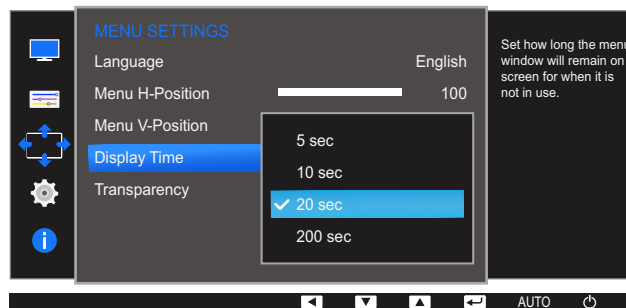 MENU SETTINGS
Language English
Menu H-Position 100
Menu V-Position
Display Time
Transparency
5 sec
10 sec
20 sec
200 sec
Set how long the menu
window will remain on
screen for when it is
not in use.
AUTO